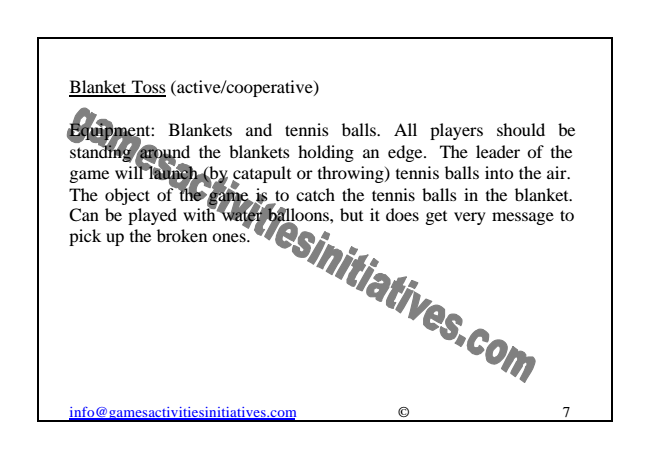 Blanket Toss (active/cooperative)
Equipment: Blankets and tennis balls. All players should be
standing around the blankets holding an edge. The leader of the
game will launch (by catapult or throwing) tennis balls into the air.
The object of the game is to catch the tennis balls in the blanket.
Can be played with water balloons, but it does get very message to
pick up the broken ones.
gamesactivitiesinitiatives.com
info@gamesactivitiesinitiatives.com © 7